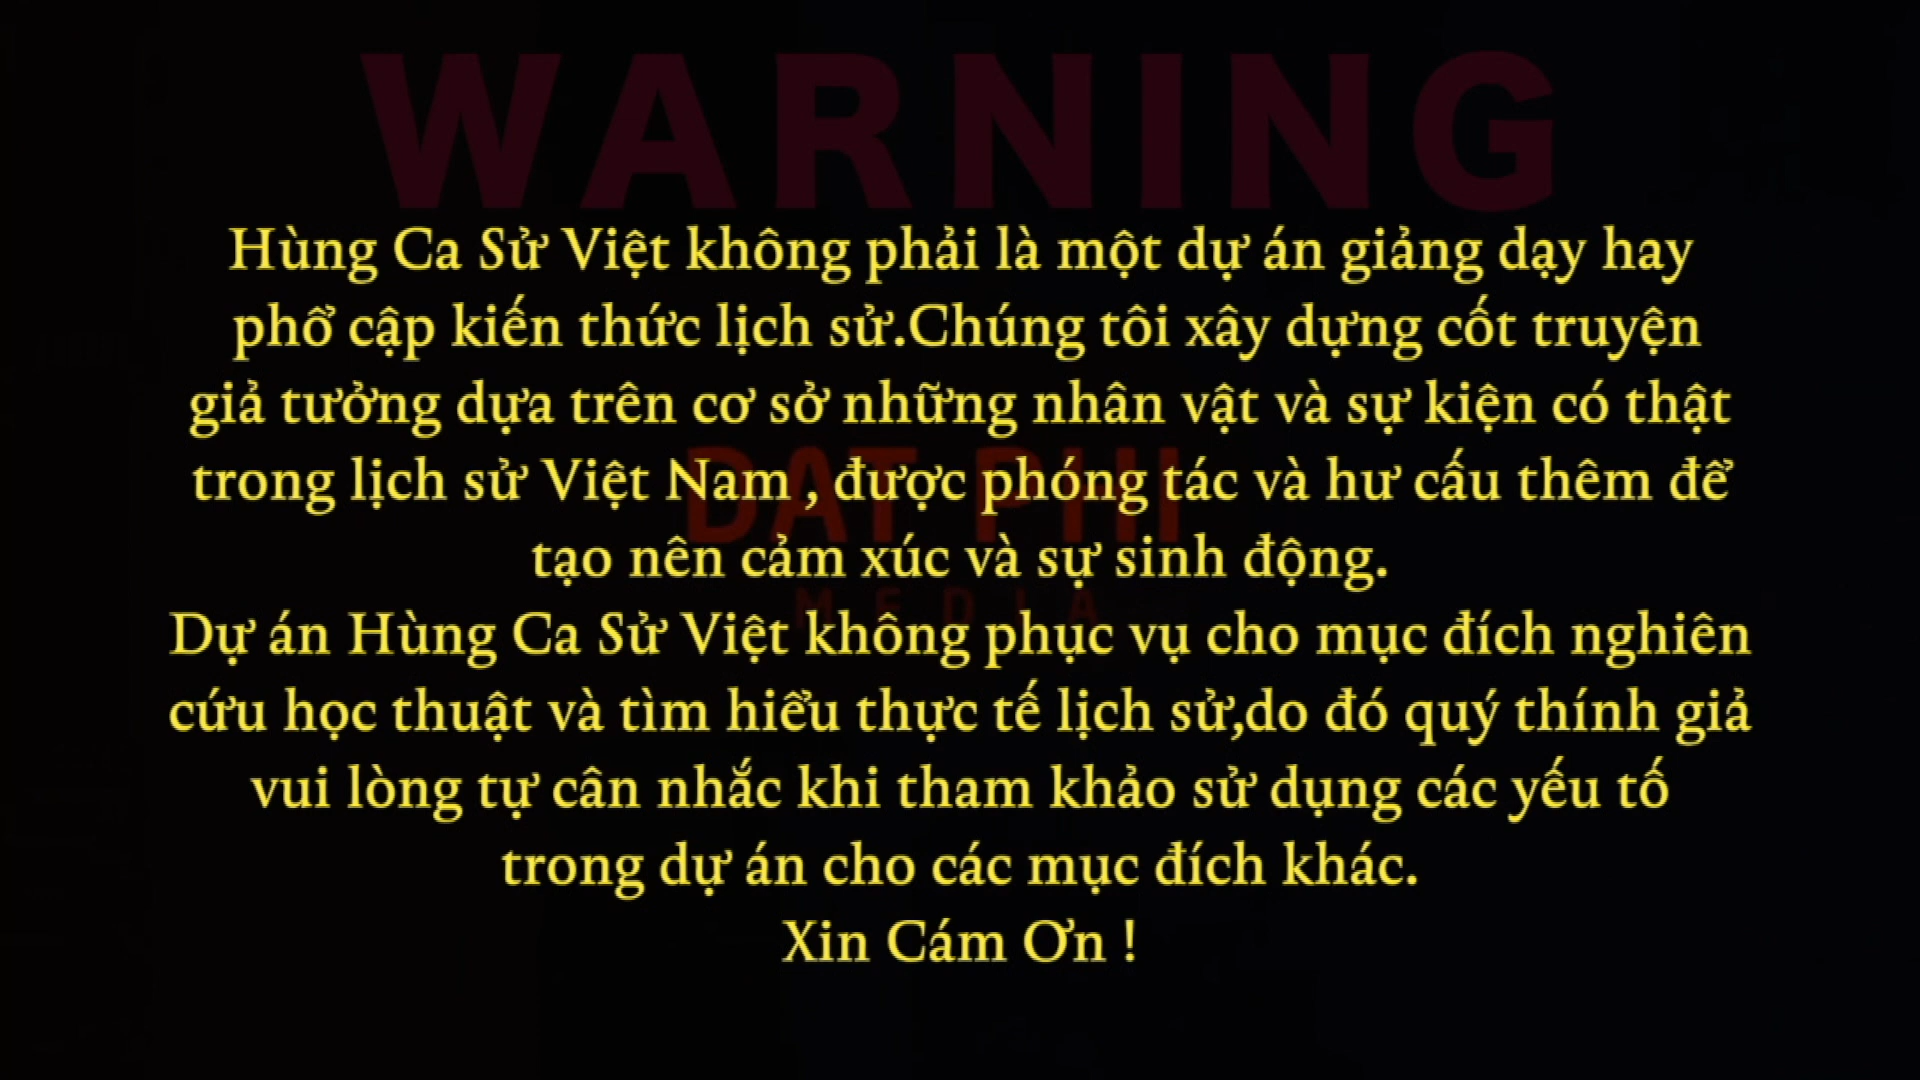 WARNING
Hùng Ca Sử Việt không phải là một dự án giảng dạy hay
phổ cập kiến thức lịch sử.Chúng tôi xây dựng cốt truyện
giả tưởng dựa trên cơ sở những nhân vật và sự kiện có thật
trong lịch sử Việt Nam , được phóng tác và hư cấu thêm để
DAT PHI
tạo nên cảm xúc và sự sinh động.
MEDIA
Dự án Hùng Ca Sử Việt không phục vụ cho mục đích nghiên
cứu học thuật và tìm hiểu thực tế lịch sử,do đó quý thính giả
vui lòng tự cân nhắc khi tham khảo sử dụng các yếu tố
trong dự án cho các mục đích khác.
Xin Cám Ơn !